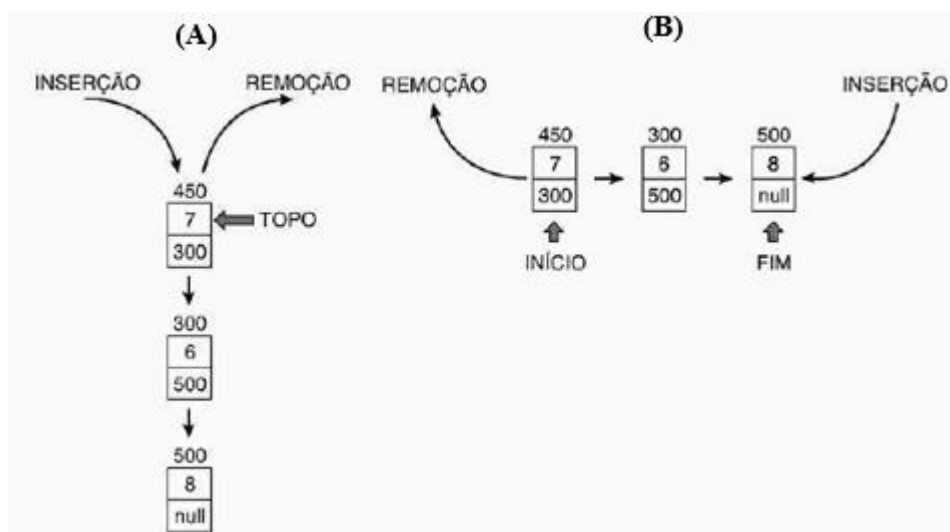 (A)
(B)
INSERÇÃO
REMOÇÃO
REMOÇÃO
INSERÇÃO
450
7
TOPO
300
300
6
500
500
8
null
450
7
300
INÍCIO
300
6
500
500
8
null
FIM